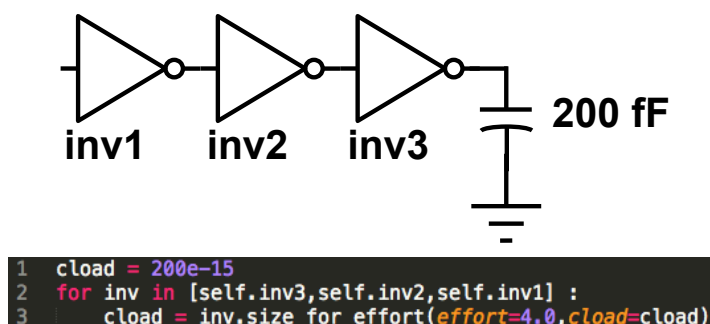 200 fF
inv1 inv2 inv3
1 cload = 200e-15
2 for inv in [self.inv3,self.inv2,self.inv1] :
3 cload = inv.size_for_effort(effort=4.0,cload=cload)